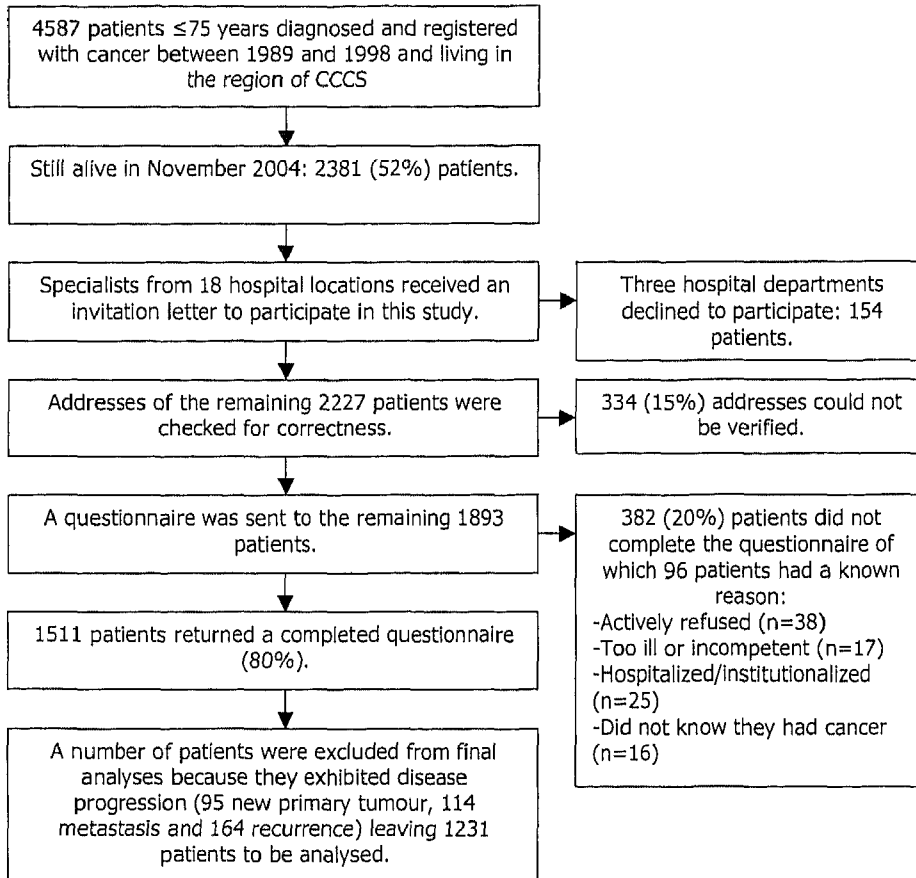 4587 patients ≤75 years diagnosed and registered
with cancer between 1989 and 1998 and living in
the region of CCCS
Still alive in November 2004: 2381 (52%) patients.
Specialists from 18 hospital locations received an
invitation letter to participate in this study.
Three hospital departments
declined to participate: 154
patients.
Addresses of the remaining 2227 patients were
checked for correctness.
334 (15%) addresses could not
be verified.
A questionnaire was sent to the remaining 1893
patients.
382 (20%) patients did not
complete the questionnaire of
which 96 patients had a known
reason:
-Actively refused (n=38)
-Too ill or incompetent (n=17)
-Hospitalized/institutionalized
(n=25)
-Did not know they had cancer
(n=16)
1511 patients returned a completed questionnaire
(80%).
A number of patients were excluded from final
analyses because they exhibited disease
progression (95 new primary tumour, 114
metastasis and 164 recurrence) leaving 1231
patients to be analysed.